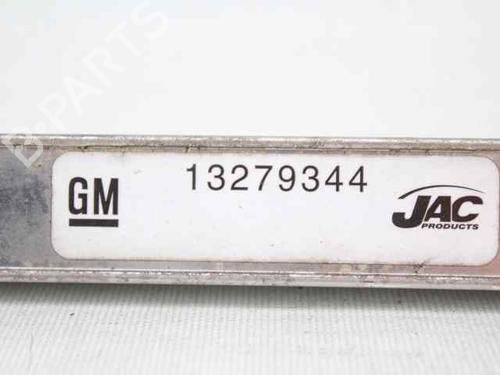 B-PARTS
GM
13279344
JAC
PRODUCTS